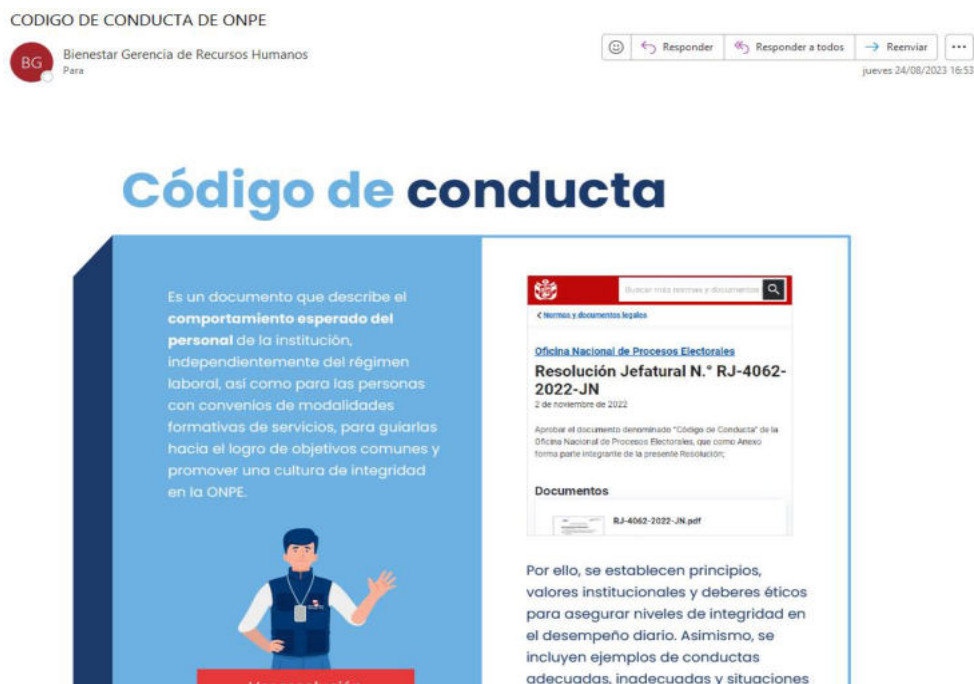 CODIGO DE CONDUCTA DE ONPE
BG
Bienestar Gerencia de Recursos Humanos
Para
Responder
Responder a todos
Reenviar
jueves 24/08/2023 16:53
Código de conducta
Es un documento que describe el
comportamiento esperado del
personal de la institución,
independientemente del régimen
laboral, así como para las personas
con convenios de modalidades
formativas de servicios, para guiarlas
hacia el logro de objetivos comunes y
promover una cultura de integridad
en la ONPE.
Buscar más normas y documentos
Normas y documentos legales
Oficina Nacional de Procesos Electorales
Resolución Jefatural N.° RJ-4062-
2022-JN
2 de noviembre de 2022
Aprobar el documento denominado "Código de Conducta" de la
Oficina Nacional de Procesos Electorales, que como Anexo
forma parte integrante de la presente Resolución;
Documentos
RJ-4062-2022-JN.pdf
Por ello, se establecen principios,
valores institucionales y deberes éticos
para asegurar niveles de integridad en
el desempeño diario. Asimismo, se
incluyen ejemplos de conductas
adecuadas, inadecuadas y situaciones